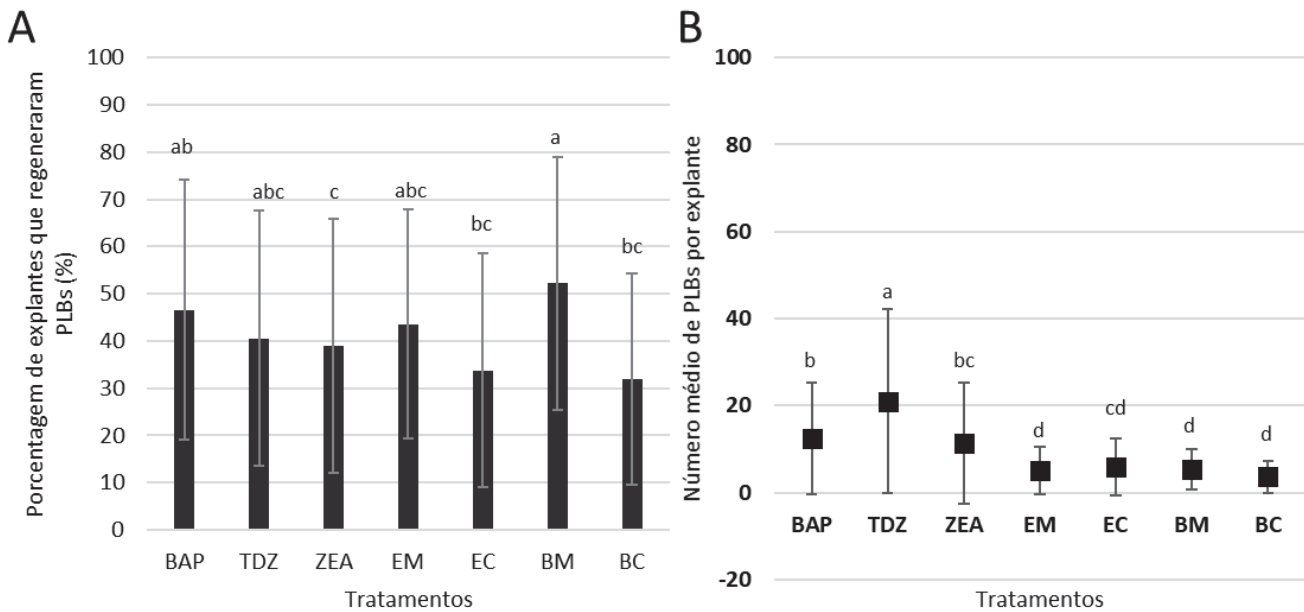 A
Porcentagem de explantes que regeneraram
PLBs (%)
100
90
80
70
60
50
40
30
20
10
0
ab
abc
c
abc
bc
a
bc
BAP TDZ ZEA EM EC BM BC
Tratamentos
B
Número médio de PLBs por explante
100
80
60
40
20
0
-20
b
a
bc
d
cd
d
d
BAP TDZ ZEA EM EC BM BC
Tratamentos